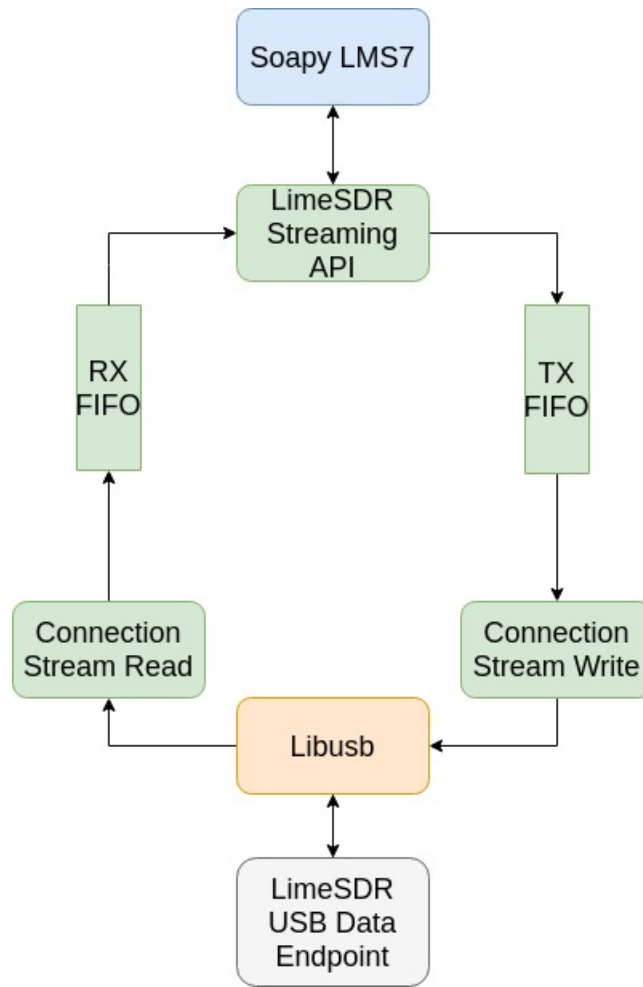 Soapy LMS7
LimeSDR
Streaming
API
RX
FIFO
TX
FIFO
Connection
Stream Read
Connection
Stream Write
Libusb
LimeSDR
USB Data
Endpoint